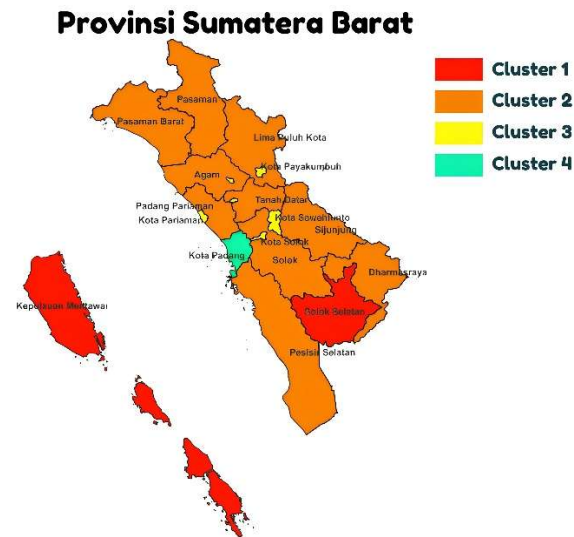 Provinsi Sumatera Barat
Cluster 1
Cluster 2
Cluster 3
Cluster 4
Pasaman
Pasaman Barat
Lima Puluh Kota
Kota Payakumbuh
Agam
Tanah Datar
Padang Pariaman
Kota Pariaman
Kota Sawahlunto
Sijunjung
Kota Solok
Kota Padang
Solok
Dharmasraya
Kepulauan Mentawai
Solok Selatan
Pesisir Selatan